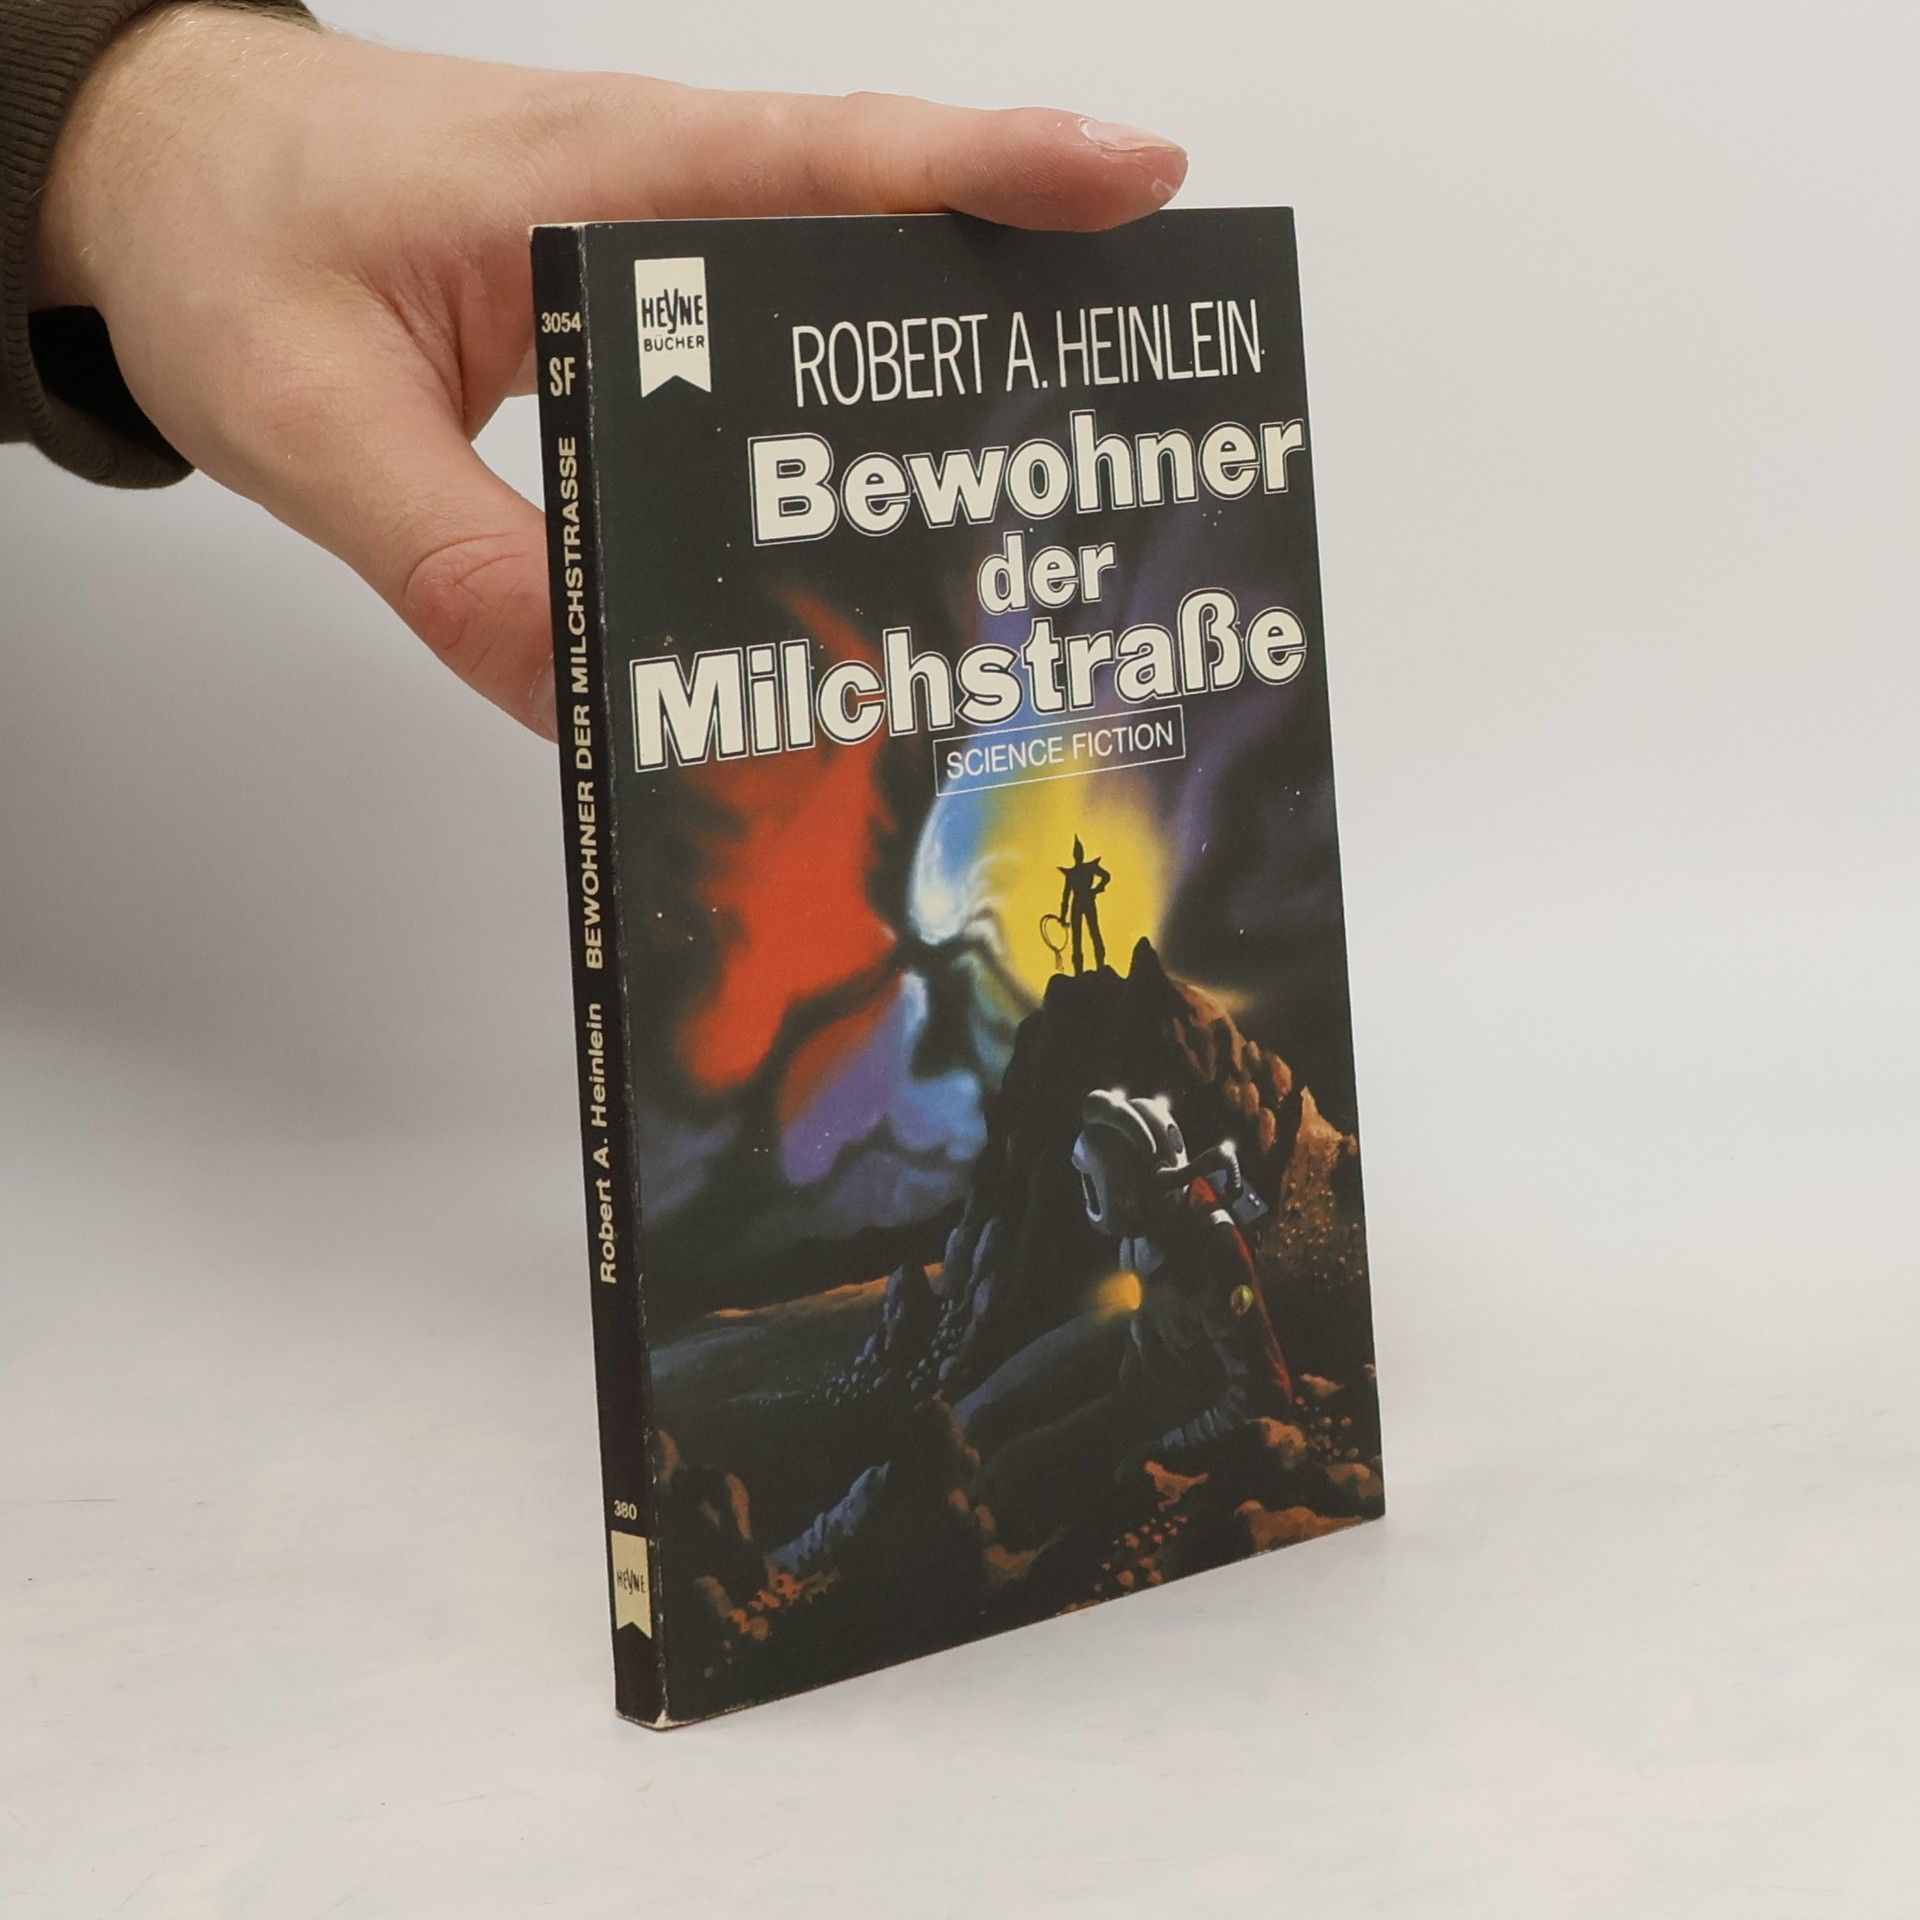 HEYNE
BÜCHER
ROBERT A. HEINLEIN
Bewohner
der
Milchstraße
SCIENCE FICTION
3054
SF
Robert A. Heinlein BEWOHNER DER MILCHSTRASSE
380
HEYNE